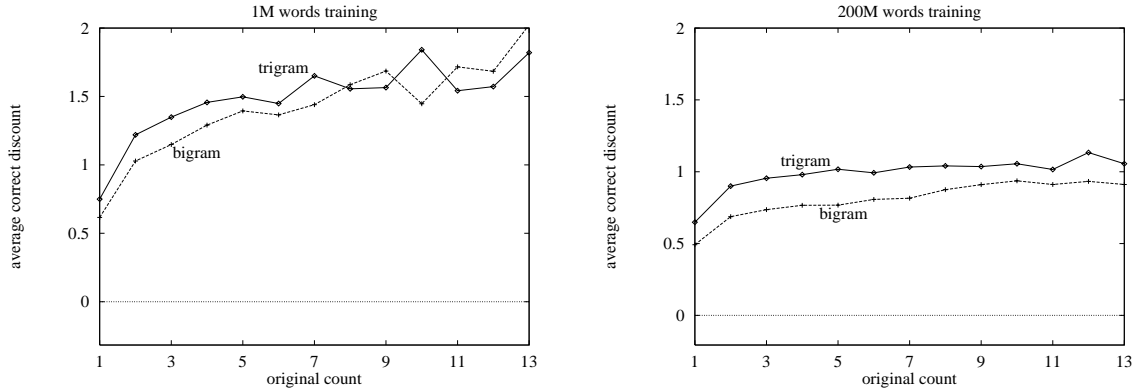 1M words training
average correct discount
2
1.5
1
0.5
0
trigram
bigram
1 3 5 7 9 11 13
original count
200M words training
average correct discount
2
1.5
1
0.5
0
trigram
bigram
1 3 5 7 9 11 13
original count